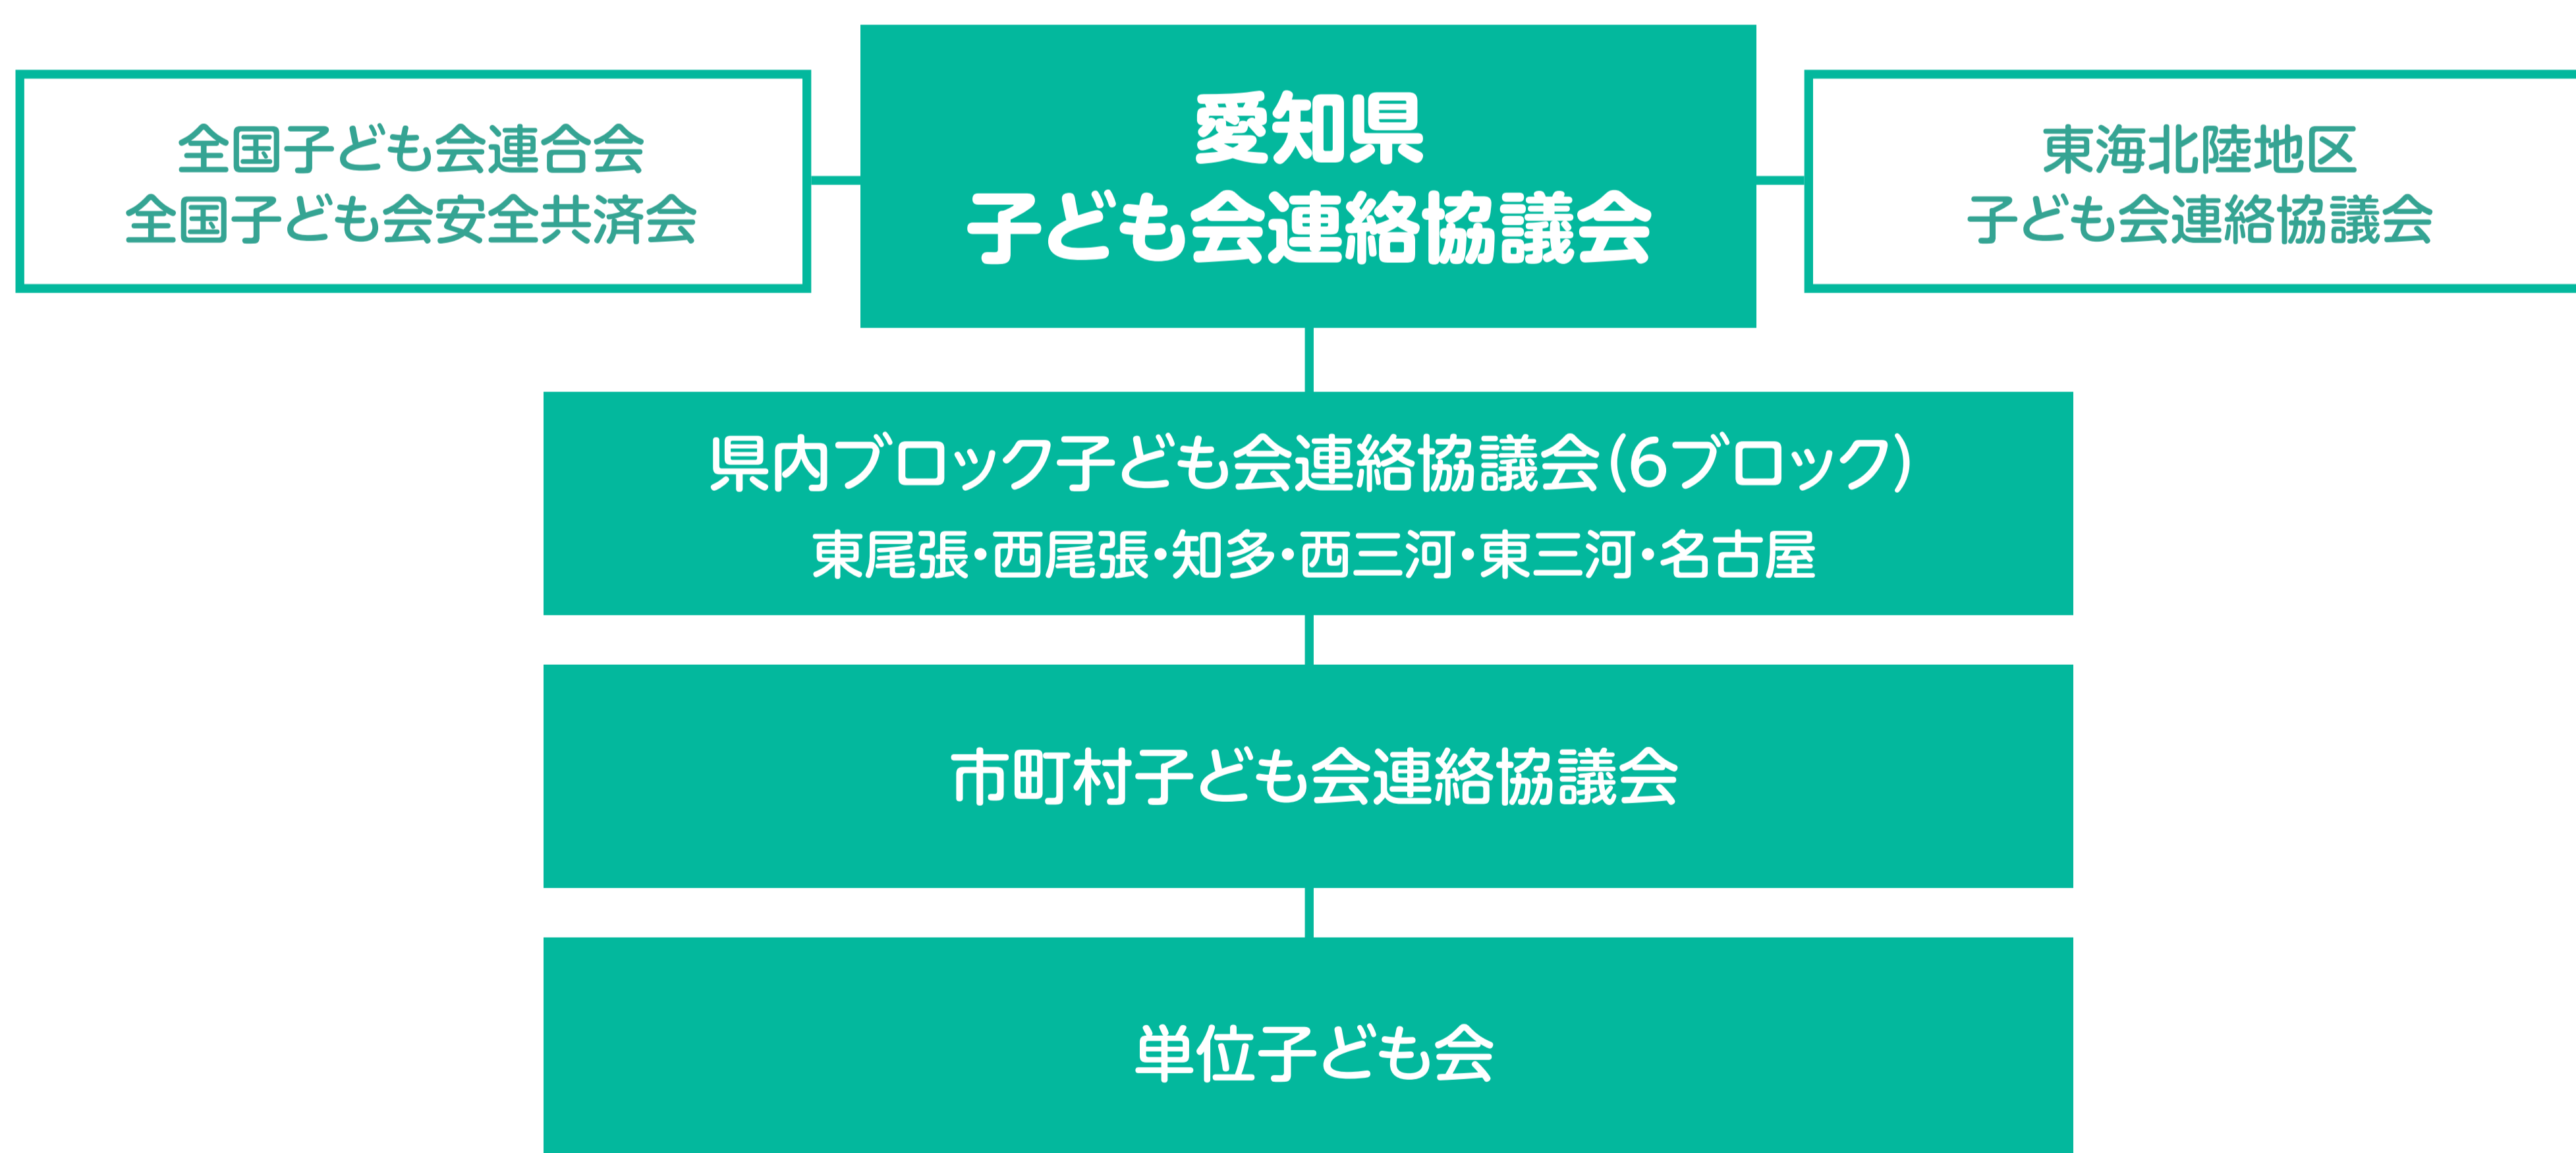 全国子ども会連合会
全国子ども会安全共済会
愛知県
子ども会連絡協議会
東海北陸地区
子ども会連絡協議会
県内ブロック子ども会連絡協議会(6ブロック)
東尾張・西尾張・知多・西三河・東三河・名古屋
市町村子ども会連絡協議会
単位子ども会